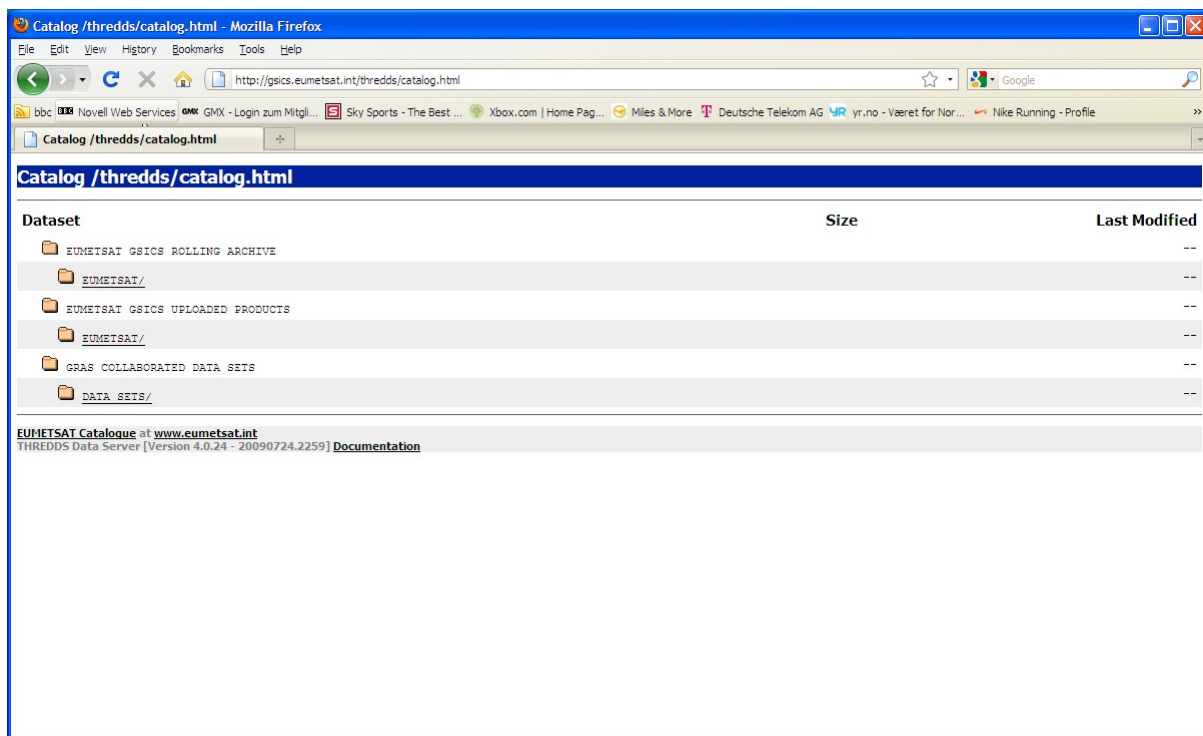 Catalog /thredds/catalog.html - Mozilla Firefox
File Edit View History Bookmarks Tools Help
http://gsics.eumetsat.int/thredds/catalog.html Google
bbc BBC Novell Web Services GMX GMX - Login zum Mitgli... S Sky Sports - The Best ... Xbox.com | Home Pag... Miles & More T Deutsche Telekom AG YR yr.no - Været for Nor... Nike Running - Profile »
Catalog /thredds/catalog.html
Catalog /thredds/catalog.html
Dataset Size Last Modified
EUMETSAT GSICS ROLLING ARCHIVE --
EUMETSAT/ --
EUMETSAT GSICS UPLOADED PRODUCTS --
EUMETSAT/ --
GRAS COLLABORATED DATA SETS --
DATA SETS/ --
EUMETSAT Catalogue at www.eumetsat.int
THREDDS Data Server [Version 4.0.24 - 20090724.2259] Documentation